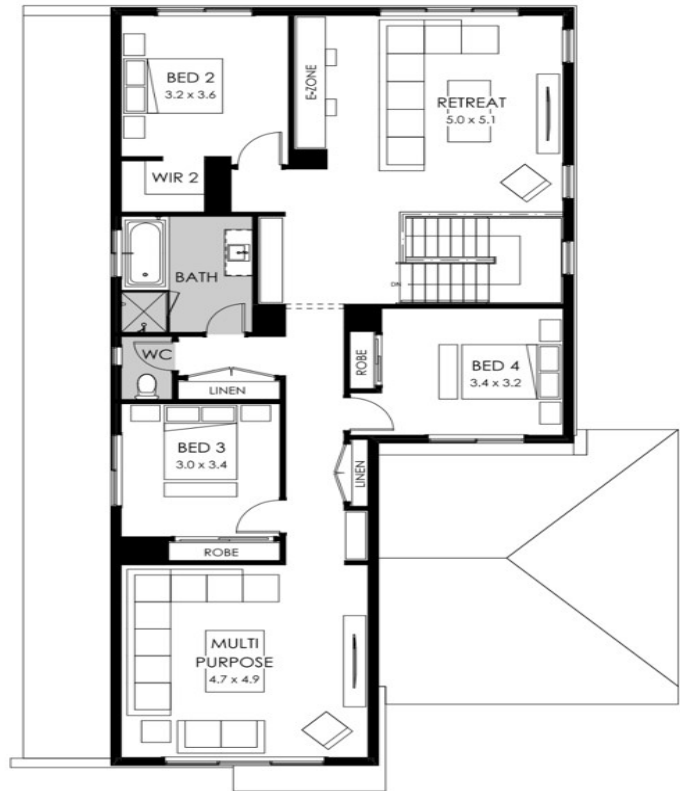 BED 2
3.2 x 3.6
E-ZONE
RETREAT
5.0 x 5.1
WIR 2
BATH
DN
WC
LINEN
ROBE
BED 4
3.4 x 3.2
BED 3
3.0 x 3.4
LINEN
ROBE
MULTI
PURPOSE
4.7 x 4.9